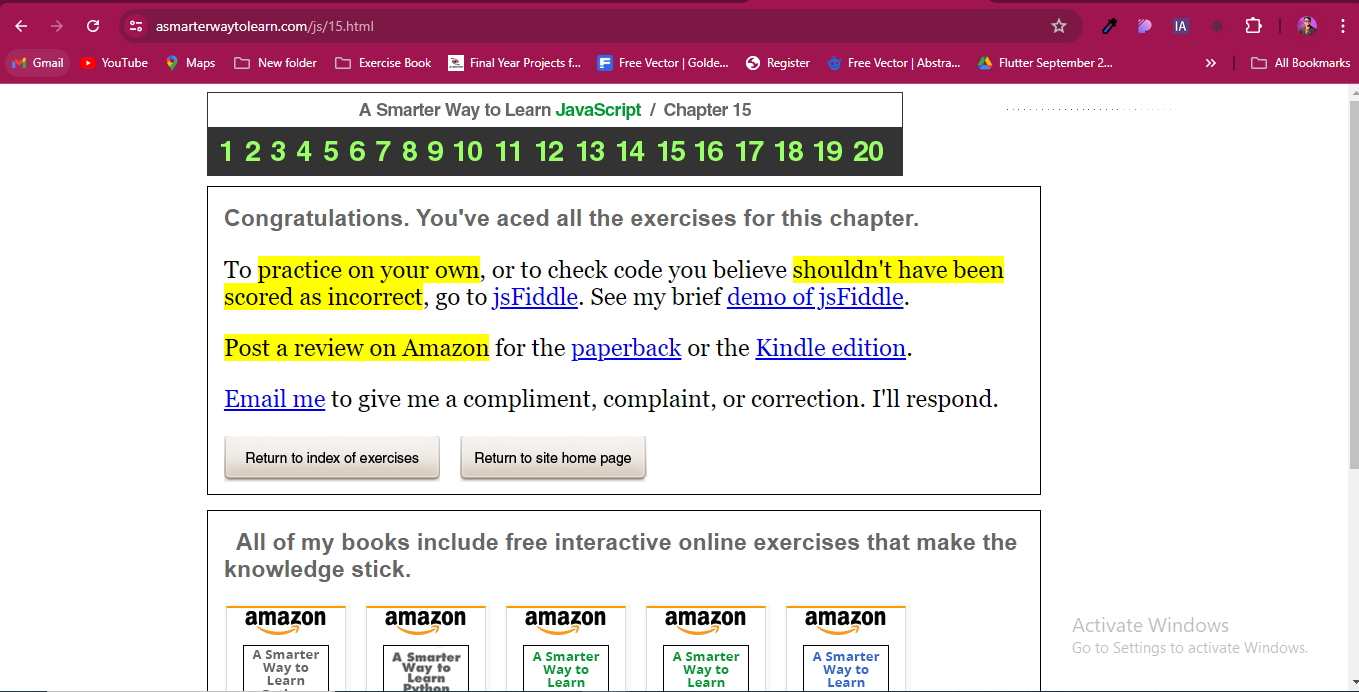 asmarterwaytolearn.com/js/15.html
IA
Gmail YouTube Maps New folder Exercise Book Final Year Projects f... Free Vector | Golde... Register Free Vector | Abstra... Flutter September 2... » All Bookmarks
A Smarter Way to Learn JavaScript / Chapter 15
1 2 3 4 5 6 7 8 9 10 11 12 13 14 15 16 17 18 19 20
Congratulations. You've aced all the exercises for this chapter.
To practice on your own, or to check code you believe shouldn't have been
scored as incorrect, go to jsFiddle. See my brief demo of jsFiddle.
Post a review on Amazon for the paperback or the Kindle edition.
Email me to give me a compliment, complaint, or correction. I'll respond.
Return to index of exercises Return to site home page
All of my books include free interactive online exercises that make the
knowledge stick.
amazon amazon amazon amazon amazon
A Smarter A Smarter A Smarter A Smarter A Smarter
Way to Way to Way to Way to Way to
Learn Learn Learn Learn Learn
Python Python
Activate Windows
Go to Settings to activate Windows.